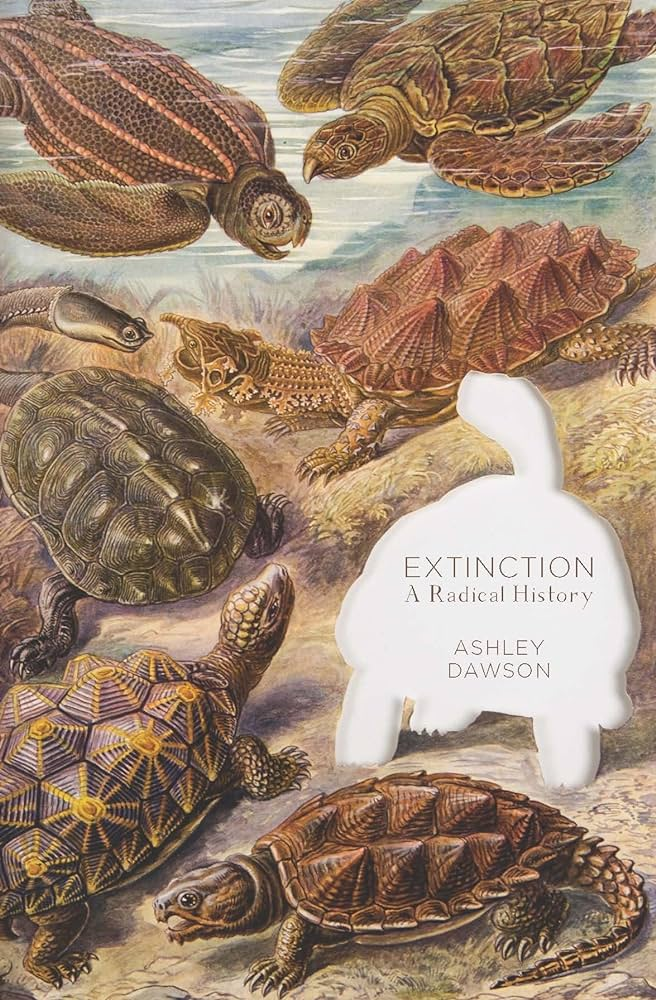 EXTINCTION
A Radical History
ASHLEY
DAWSON